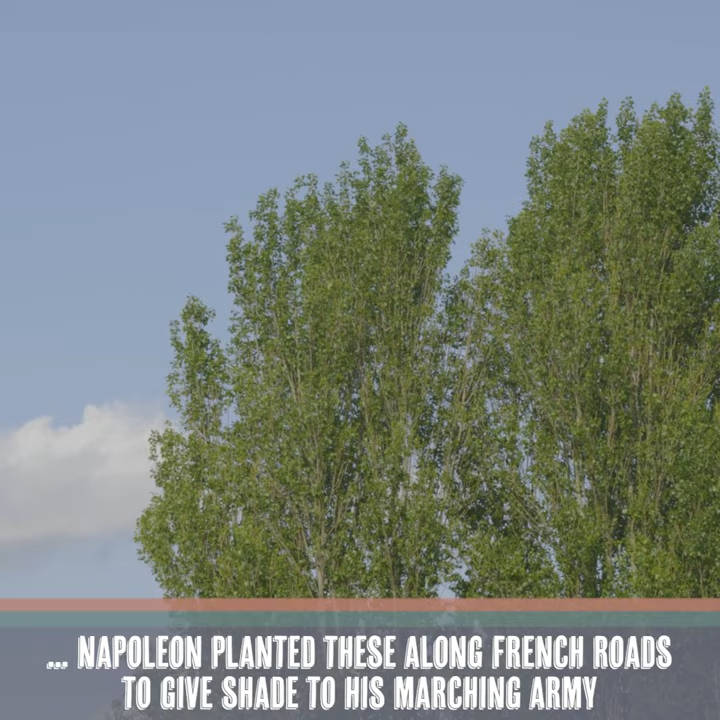 ... NAPOLEON PLANTED THESE ALONG FRENCH ROADS
TO GIVE SHADE TO HIS MARCHING ARMY